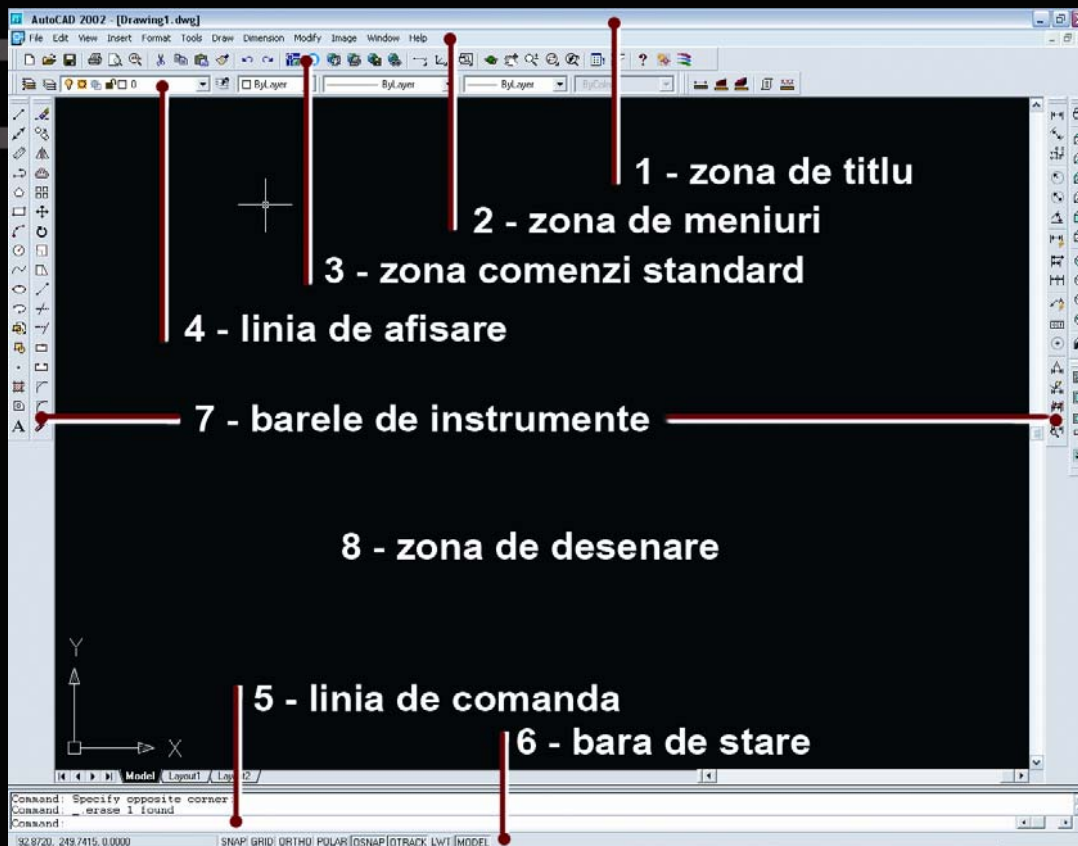 AutoCAD 2002 - [Drawing1.dwg]
File Edit View Insert Format Tools Draw Dimension Modify Image Window Help
0 ByLayer ByLayer ByLayer
1 - zona de titlu
2 - zona de meniuri
3 - zona comenzi standard
4 - linia de afisare
7 - barele de instrumente
8 - zona de desenare
Y
X
5 - linia de comanda
6 - bara de stare
Model Layout1
Command: Specify opposite corner:
Command: _.erase 1 found
Command:
92.8720, 249.7415, 0.0000 SNAP GRID ORTHO POLAR OSNAP OTRACK LWT MODEL
A